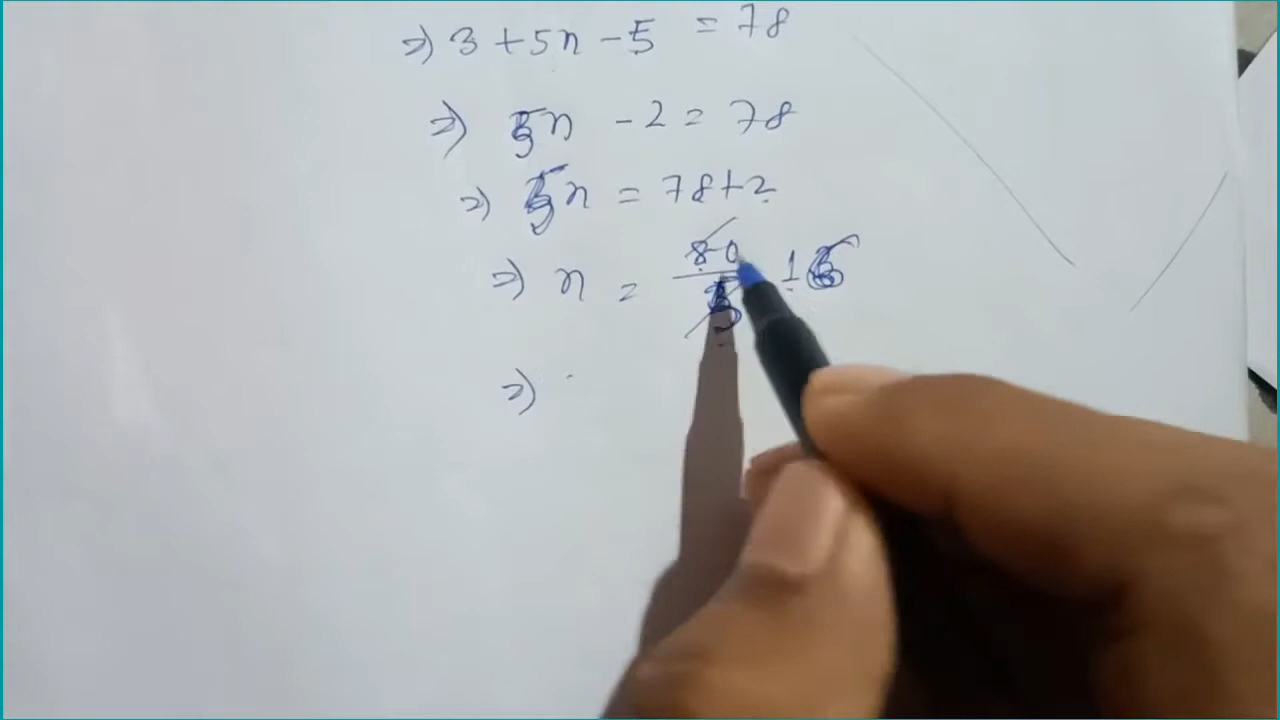 ⇒ 3 + 5n - 5 = 78
⇒ 5n - 2 = 78
⇒ 5n = 78 + 2
⇒ n = 80/5 16
⇒